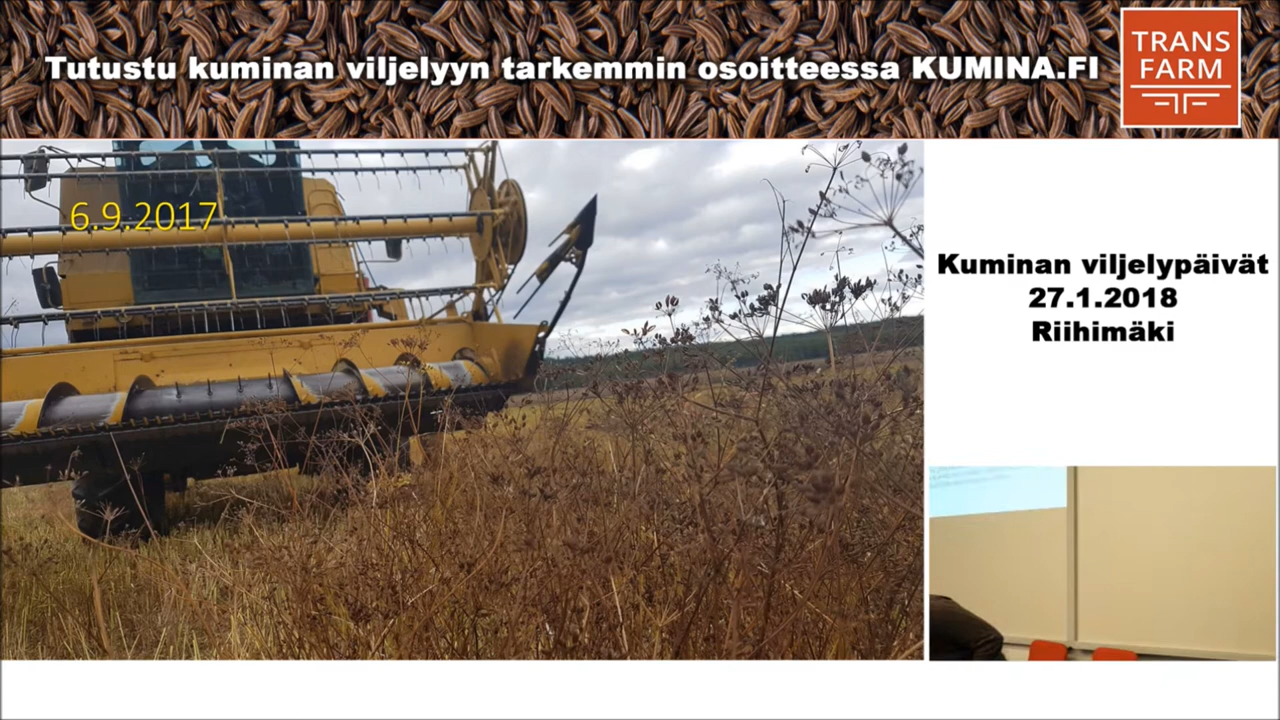 Tutustu kuminan viljelyyn tarkemmin osoitteessa KUMINA.FI
TRANS
FARM
6.9.2017
Kuminan viljelypäivät
27.1.2018
Riihimäki